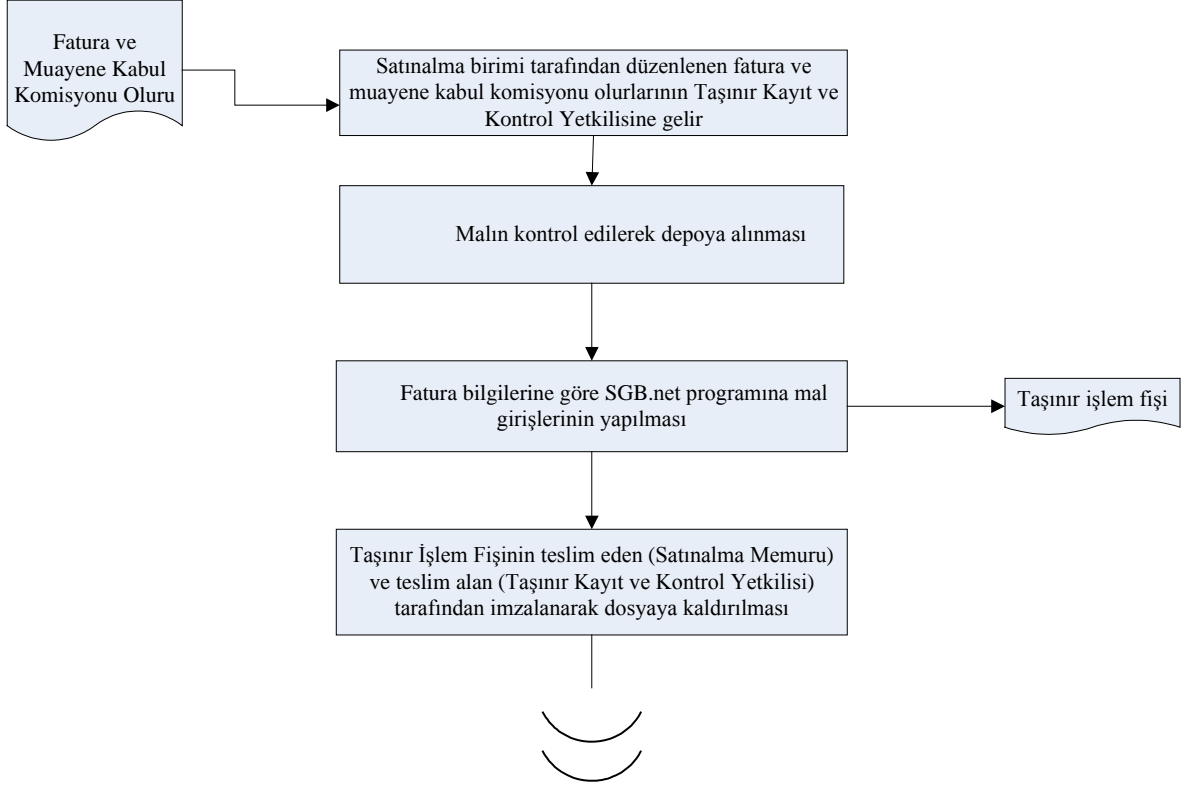 Fatura ve
Muayene Kabul
Komisyonu Oluru
Satınalma birimi tarafından düzenlenen fatura ve
muayene kabul komisyonu olurlarının Taşınır Kayıt ve
Kontrol Yetkilisine gelir
Malın kontrol edilerek depoya alınması
Fatura bilgilerine göre SGB.net programına mal
girişlerinin yapılması
Taşınır işlem fişi
Taşınır İşlem Fişinin teslim eden (Satınalma Memuru)
ve teslim alan (Taşınır Kayıt ve Kontrol Yetkilisi)
tarafından imzalanarak dosyaya kaldırılması